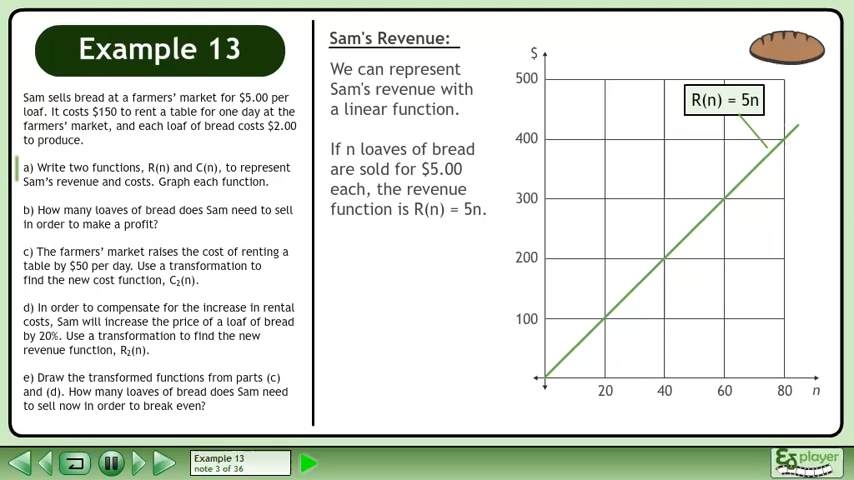 Example 13
Sam sells bread at a farmers' market for $5.00 per
loaf. It costs $150 to rent a table for one day at the
farmers' market, and each loaf of bread costs $2.00
to produce.
a) Write two functions, R(n) and C(n), to represent
Sam's revenue and costs. Graph each function.
b) How many loaves of bread does Sam need to sell
in order to make a profit?
c) The farmers' market raises the cost of renting a
table by $50 per day. Use a transformation to
find the new cost function, C₂(n).
d) In order to compensate for the increase in rental
costs, Sam will increase the price of a loaf of bread
by 20%. Use a transformation to find the new
revenue function, R₂(n).
e) Draw the transformed functions from parts (c)
and (d). How many loaves of bread does Sam need
to sell now in order to break even?
Sam's Revenue:
We can represent
Sam's revenue with
a linear function.
If n loaves of bread
are sold for $5.00
each, the revenue
function is R(n) = 5n.
$
500
400
300
200
100
R(n) = 5n
20 40 60 80 n
Example 13
note 3 of 36
player